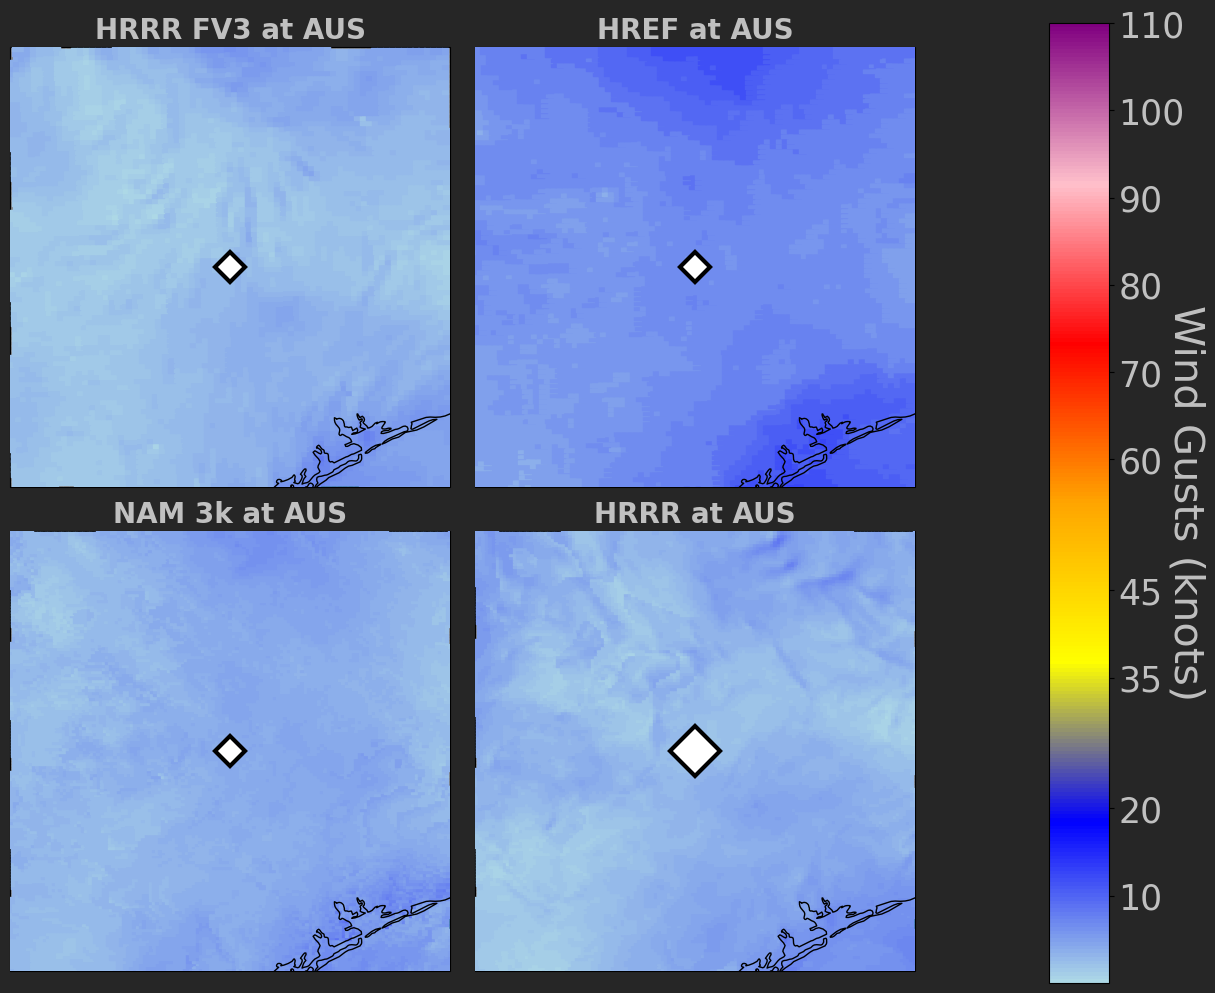 HRRR FV3 at AUS
HREF at AUS
NAM 3k at AUS
HRRR at AUS
110
100
90
80
70
60
45
35
20
10
Wind Gusts (knots)